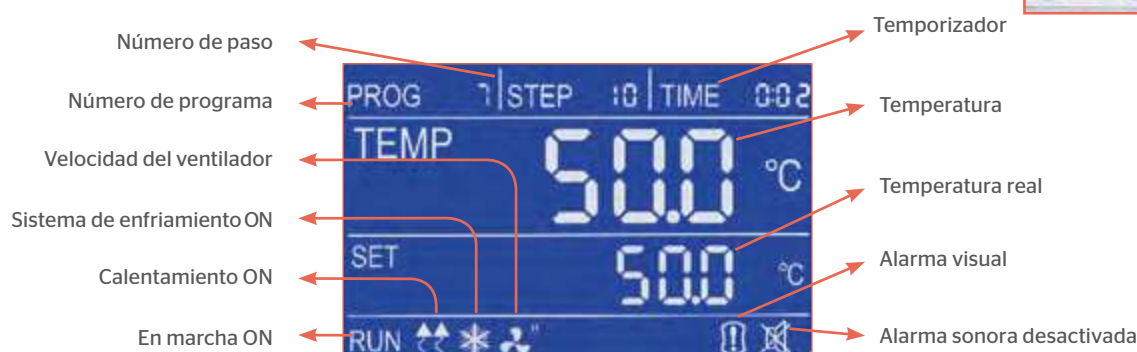 Número de paso
Número de programa
Velocidad del ventilador
Sistema de enfriamiento ON
Calentamiento ON
En marcha ON
PROG 7 STEP 10 TIME 0:02
TEMP 50.0 °C
SET 50.0 °C
RUN
Temporizador
Temperatura
Temperatura real
Alarma visual
Alarma sonora desactivada